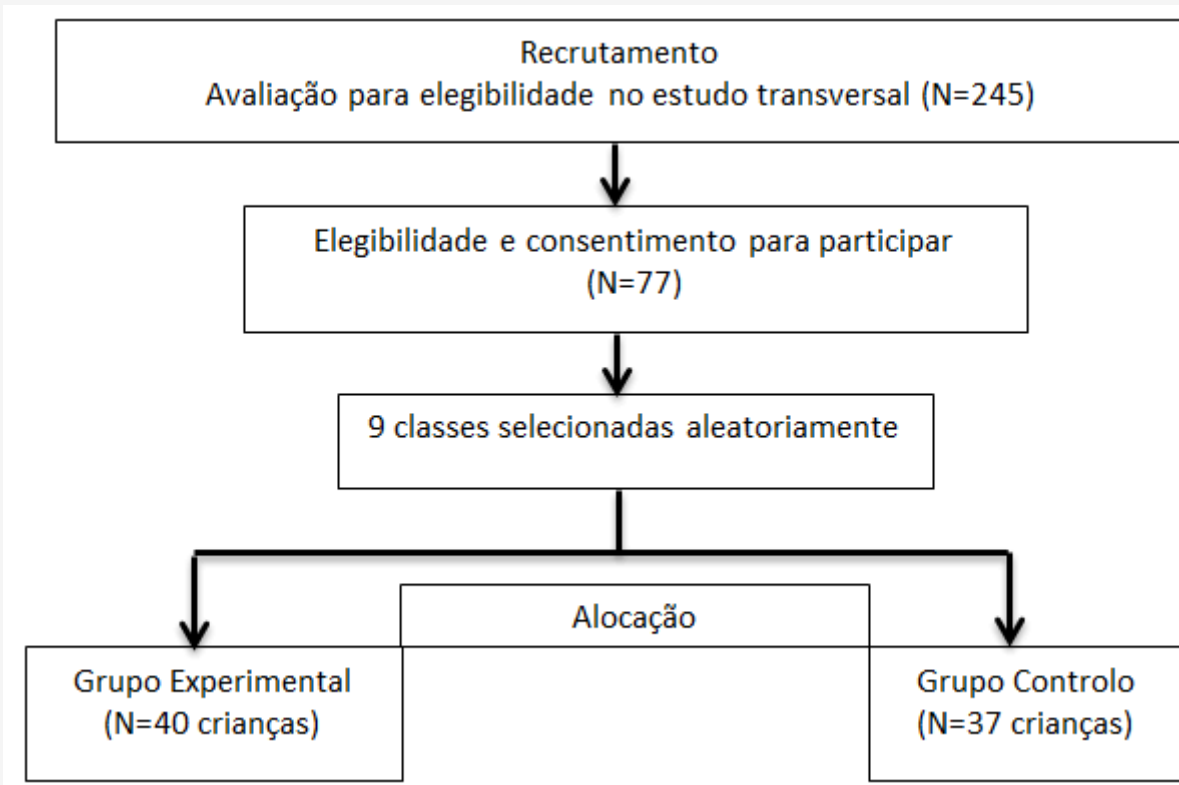 Recrutamento
Avaliação para elegibilidade no estudo transversal (N=245)
Elegibilidade e consentimento para participar
(N=77)
9 classes selecionadas aleatoriamente
Alocação
Grupo Experimental
(N=40 crianças)
Grupo Controlo
(N=37 crianças)